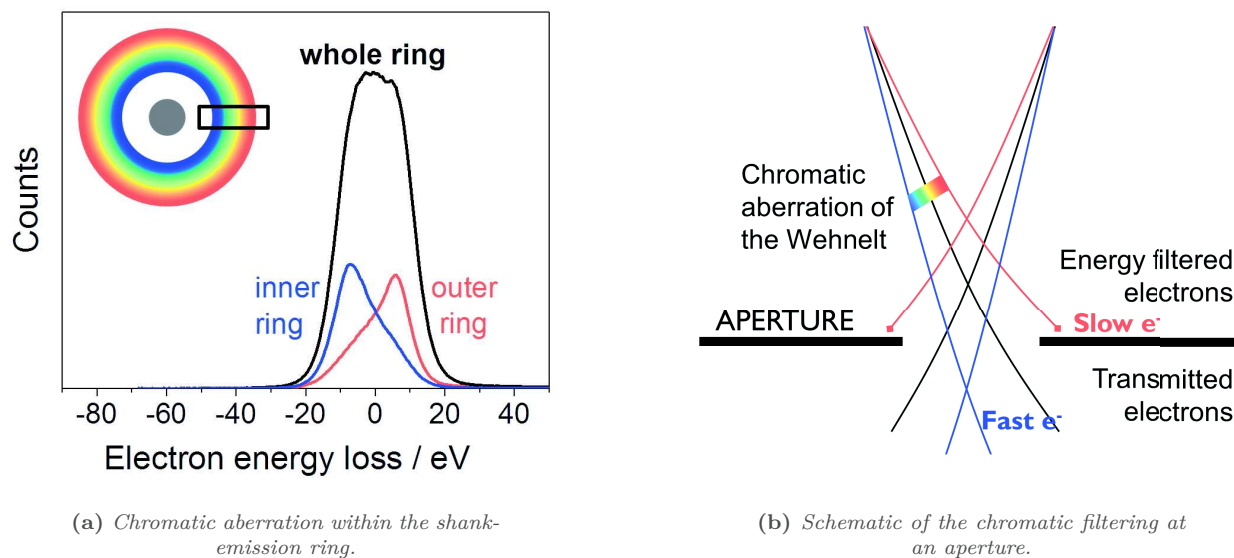 whole ring
Counts
inner
ring
outer
ring
-80 -60 -40 -20 0 20 40
Electron energy loss / eV
(a) Chromatic aberration within the shank-
emission ring.
Chromatic
aberration of
the Wehnelt
Energy filtered
electrons
APERTURE
Slow e-
Transmitted
electrons
Fast e-
(b) Schematic of the chromatic filtering at
an aperture.